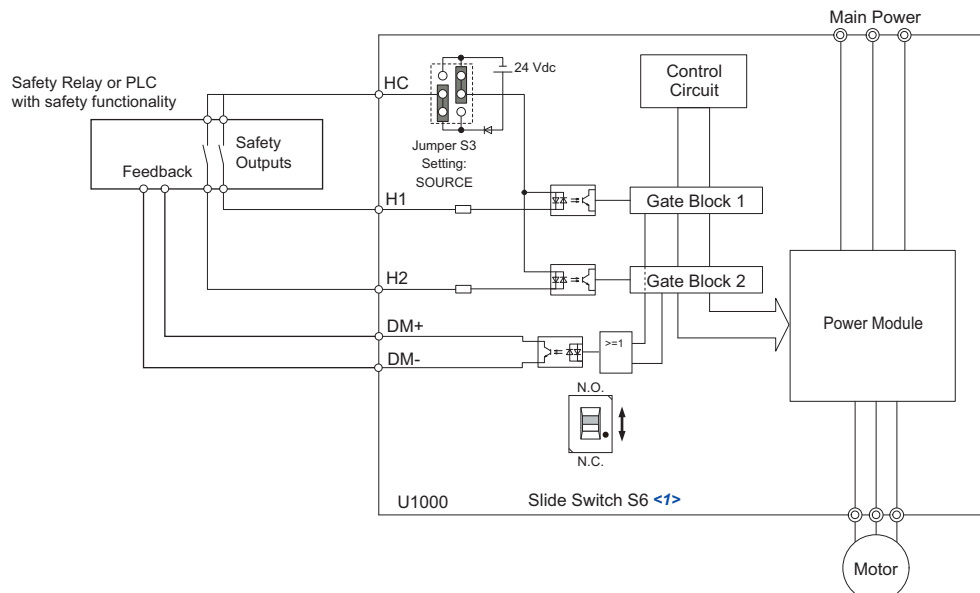 Main Power
24 Vdc
Control
Circuit
Safety Relay or PLC
with safety functionality
HC
Safety
Outputs
Feedback
Jumper S3
Setting:
SOURCE
H1
Gate Block 1
H2
Gate Block 2
DM+
DM-
>=1
Power Module
N.O.
N.C.
U1000
Slide Switch S6 <1>
Motor